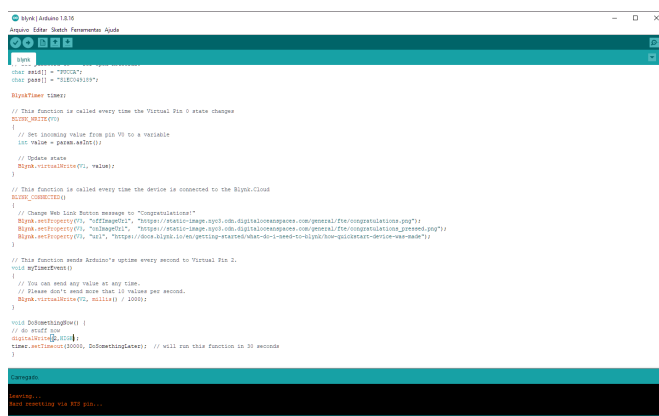 blynk | Arduino 1.8.16
Arquivo Editar Sketch Ferramentas Ajuda
blynk
char ssid[] = "PUCCA";
char pass[] = "S1EC049189";
BlynkTimer timer;
// This function is called every time the Virtual Pin 0 state changes
BLYNK_WRITE(V0)
{
// Set incoming value from pin V0 to a variable
int value = param.asInt();
// Update state
Blynk.virtualWrite(V1, value);
}
// This function is called every time the device is connected to the Blynk.Cloud
BLYNK_CONNECTED()
{
// Change Web Link Button message to "Congratulations!"
Blynk.setProperty(V3, "offImageUrl", "https://static-image.nyc3.cdn.digitaloceanspaces.com/general/fte/congratulations.png");
Blynk.setProperty(V3, "onImageUrl", "https://static-image.nyc3.cdn.digitaloceanspaces.com/general/fte/congratulations_pressed.png");
Blynk.setProperty(V3, "url", "https://docs.blynk.io/en/getting-started/what-do-i-need-to-blynk/how-quickstart-device-was-made");
}
// This function sends Arduino's uptime every second to Virtual Pin 2.
void myTimerEvent()
{
// You can send any value at any time.
// Please don't send more that 10 values per second.
Blynk.virtualWrite(V2, millis() / 1000);
}
void DoSomethingNow() {
// do stuff now
digitalWrite(2,HIGH);
timer.setTimeout(30000, DoSomethingLater); // will run this function in 30 seconds
}
Carregado
Leaving...
Hard resetting via RTS pin...